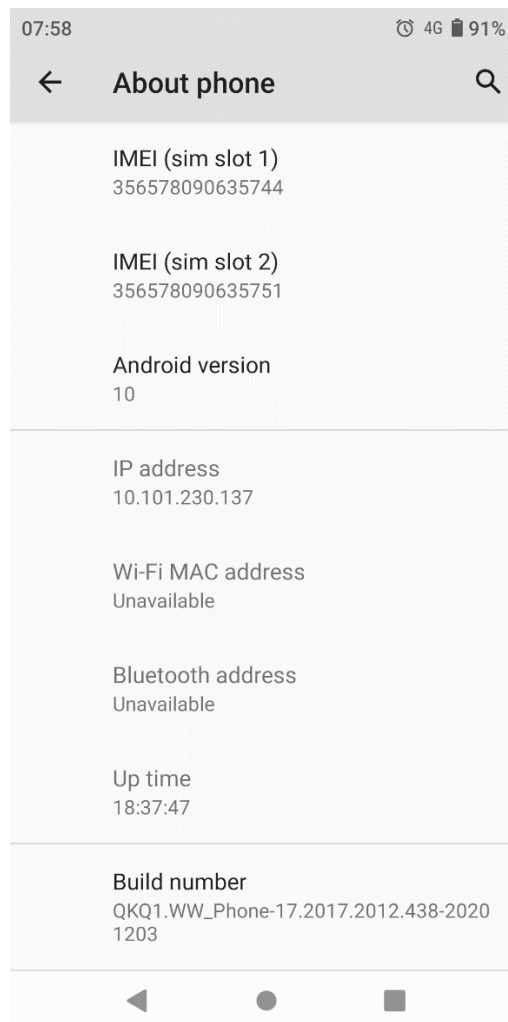 07:58 4G 91%
About phone
IMEI (sim slot 1)
356578090635744
IMEI (sim slot 2)
356578090635751
Android version
10
IP address
10.101.230.137
Wi-Fi MAC address
Unavailable
Bluetooth address
Unavailable
Up time
18:37:47
Build number
QKQ1.WW_Phone-17.2017.2012.438-2020
1203